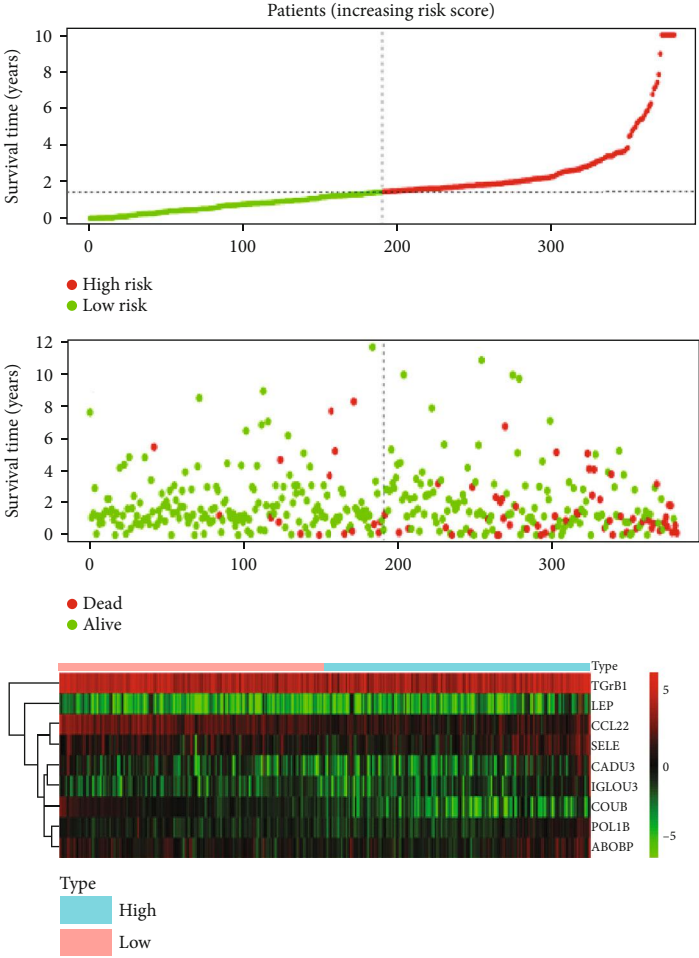 Patients (increasing risk score)
Survival time (years)
10
8
6
4
2
0
0 100 200 300
High risk
Low risk
Survival time (years)
12
10
8
6
4
2
0
0 100 200 300
Dead
Alive
Type
TGrB1
LEP
CCL22
SELE
CADU3
IGLOU3
COUB
POL1B
ABOBP
5
0
–5
Type
High
Low